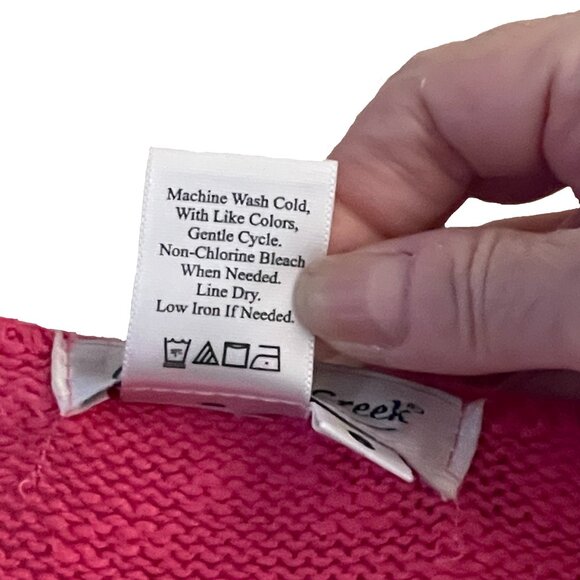 Machine Wash Cold,
With Like Colors,
Gentle Cycle.
Non-Chlorine Bleach
When Needed.
Line Dry.
Low Iron If Needed.
Creek